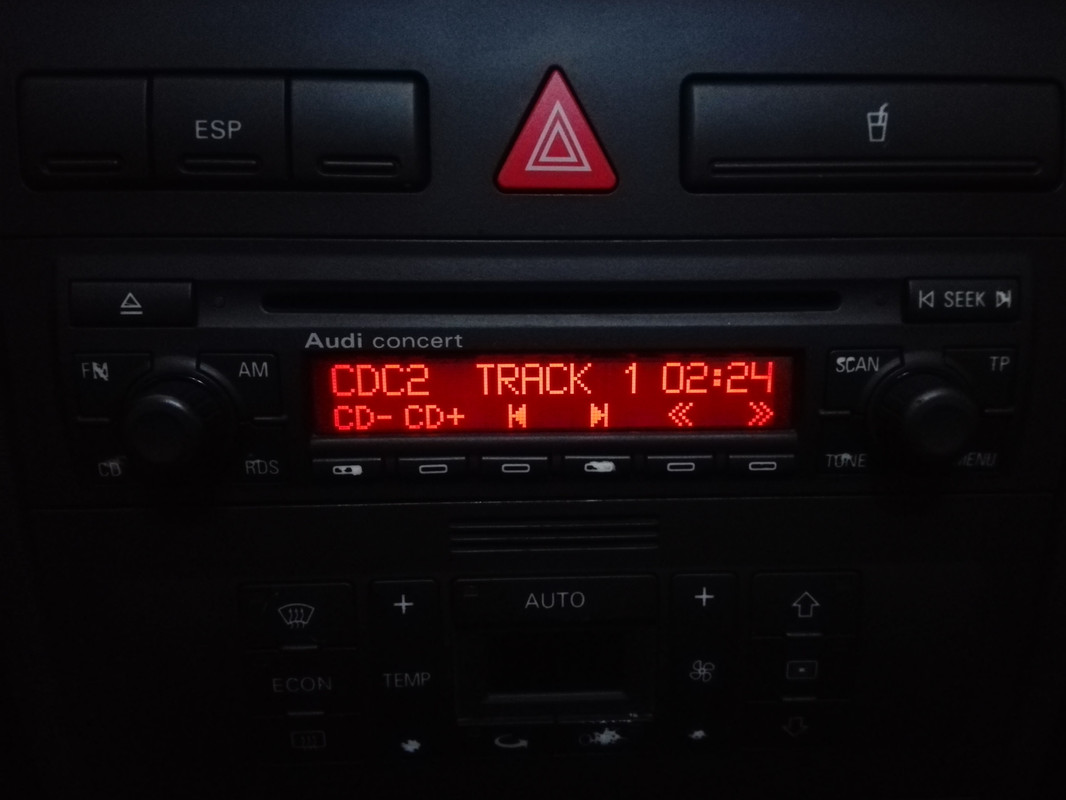 ESP
SEEK
Audi concert
FM
AM
CDC2 TRACK 1 02:24
CD- CD+
SCAN
TP
CD
RDS
TONE
MENU
AUTO
TEMP
ECON